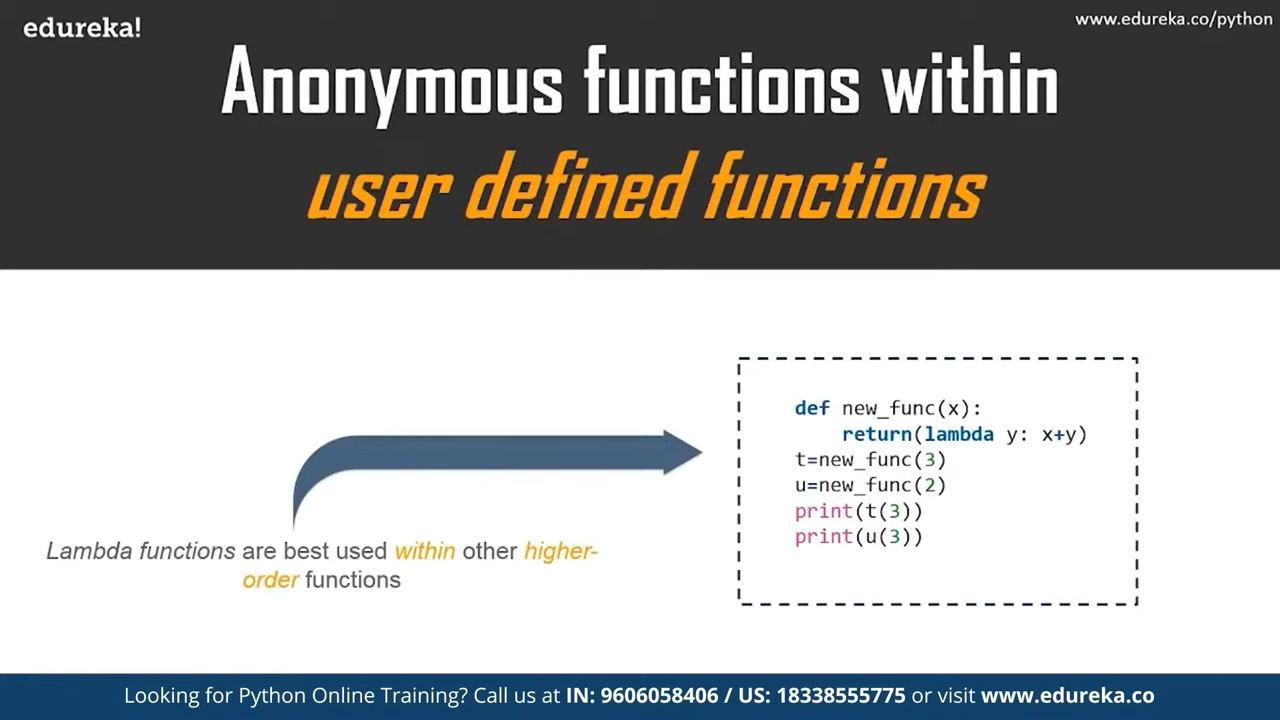 edureka!
www.edureka.co/python
Anonymous functions within
user defined functions
def new_func(x):
    return(lambda y: x+y)
t=new_func(3)
u=new_func(2)
print(t(3))
print(u(3))
Lambda functions are best used within other higher-
order functions
Looking for Python Online Training? Call us at IN: 9606058406 / US: 18338555775 or visit www.edureka.co